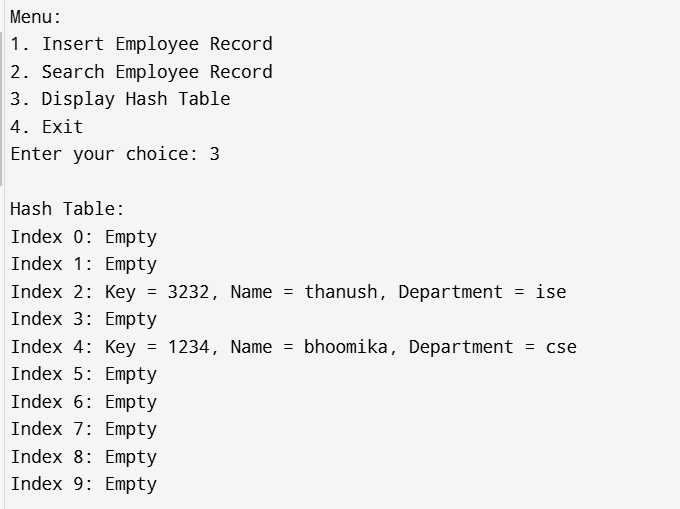 Menu:
1. Insert Employee Record
2. Search Employee Record
3. Display Hash Table
4. Exit
Enter your choice: 3
Hash Table:
Index 0: Empty
Index 1: Empty
Index 2: Key = 3232, Name = thanush, Department = ise
Index 3: Empty
Index 4: Key = 1234, Name = bhoomika, Department = cse
Index 5: Empty
Index 6: Empty
Index 7: Empty
Index 8: Empty
Index 9: Empty